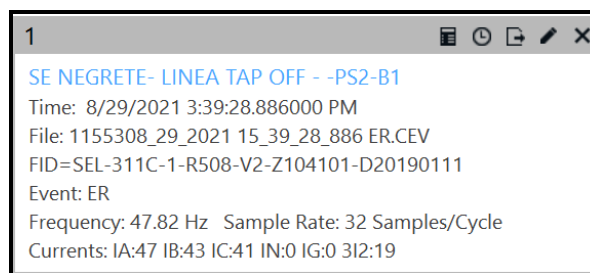 1
SE NEGRETE- LINEA TAP OFF - -PS2-B1
Time: 8/29/2021 3:39:28.886000 PM
File: 1155308_29_2021 15_39_28_886 ER.CEV
FID=SEL-311C-1-R508-V2-Z104101-D20190111
Event: ER
Frequency: 47.82 Hz Sample Rate: 32 Samples/Cycle
Currents: IA:47 IB:43 IC:41 IN:0 IG:0 3I2:19